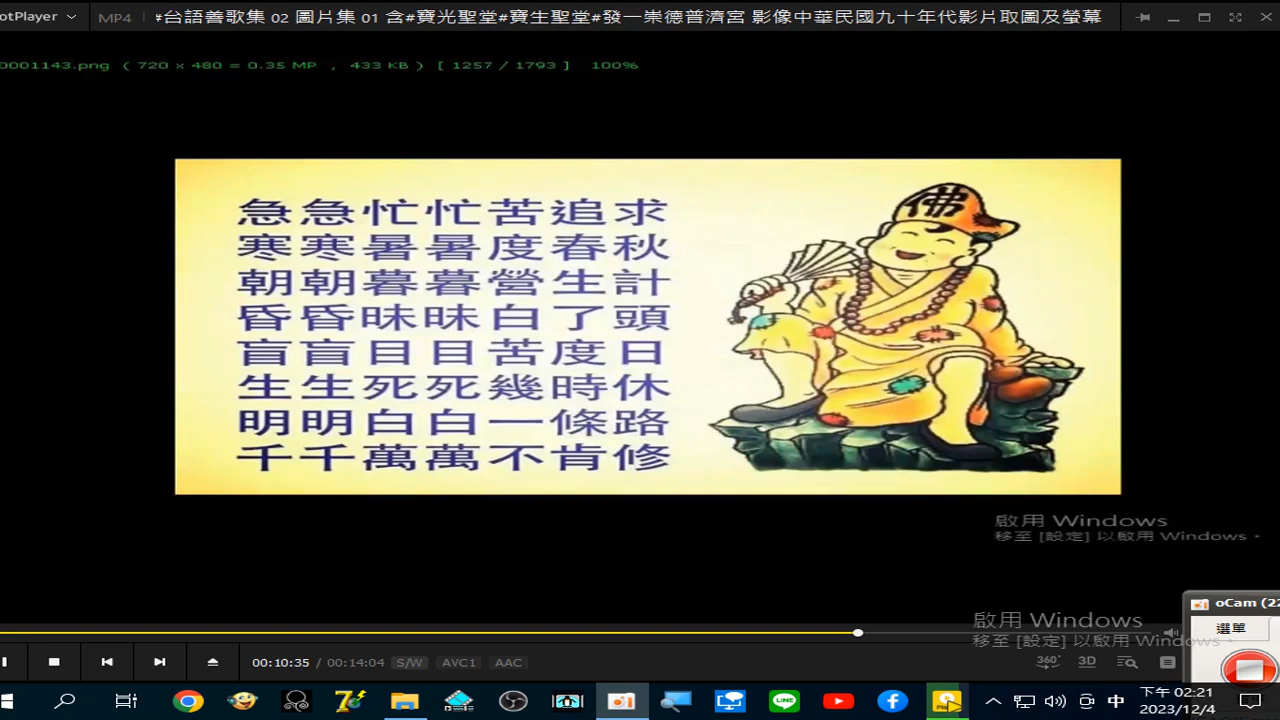 otPlayer
MP4
#台語善歌集 02 圖片集 01 含#寶光聖堂#寶生聖堂#發一崇德普濟宮 影像中華民國九十年代影片取圖及螢幕
0001143.png ( 720 x 480 = 0.35 MP , 433 KB ) [ 1257 / 1793 ] 100%
急急忙忙苦追求
寒寒暑暑度春秋
朝朝暮暮營生計
昏昏昧昧白了頭
盲盲目目苦度日
生生死死幾時休
明明白白一條路
千千萬萬不肯修
佛
啟用 Windows
移至 [設定] 以啟用 Windows。
oCam (22
選單
啟用 Windows
移至 [設定] 以啟用 Windows。
00:10:35 / 00:14:04 S/W AVC1 AAC
360° 3D
中
下午 02:21
2023/12/4